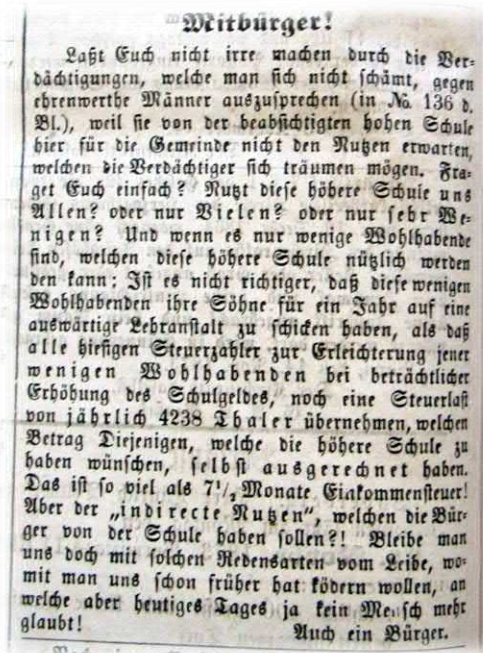 Mitbürger!
Laßt Euch nicht irre machen durch die Ver-
dächtigungen, welche man sich nicht schämt, gegen
ehrenwerthe Männer auszusprechen (in No. 136 d.
Bl.), weil sie von der beabsichtigten hohen Schule
hier für die Gemeinde nicht den Nutzen erwarten,
welchen die Verdächtiger sich träumen mögen. Fra-
get Euch einfach? Nutzt diese höhere Schule uns
Allen? oder nur Vielen? oder nur sehr We-
nigen? Und wenn es nur wenige Wohlhabende
sind, welchen diese höhere Schule nützlich werden
den kann: Ist es nicht richtiger, daß diese wenigen
Wohlhabenden ihre Söhne für ein Jahr auf eine
auswärtige Lehranstalt zu schicken haben, als daß
alle hiesigen Steuerzahler zur Erleichterung jener
wenigen Wohlhabenden bei beträchtlicher
Erhöhung des Schulgeldes, noch eine Steuerlast
von jährlich 4238 Thaler übernehmen, welchen
Betrag Diejenigen, welche die höhere Schule zu
haben wünschen, selbst ausgerechnet haben.
Das ist so viel als 7½ Monate Einkommensteuer!
Aber der „indirecte Nutzen“, welchen die Bür-
ger von der Schule haben sollen?! Bleibe man
uns doch mit solchen Redensarten vom Leibe, wo-
mit man uns schon früher hat ködern wollen, an
welche aber heutiges Tages ja kein Mensch mehr
glaubt! Auch ein Bürger.